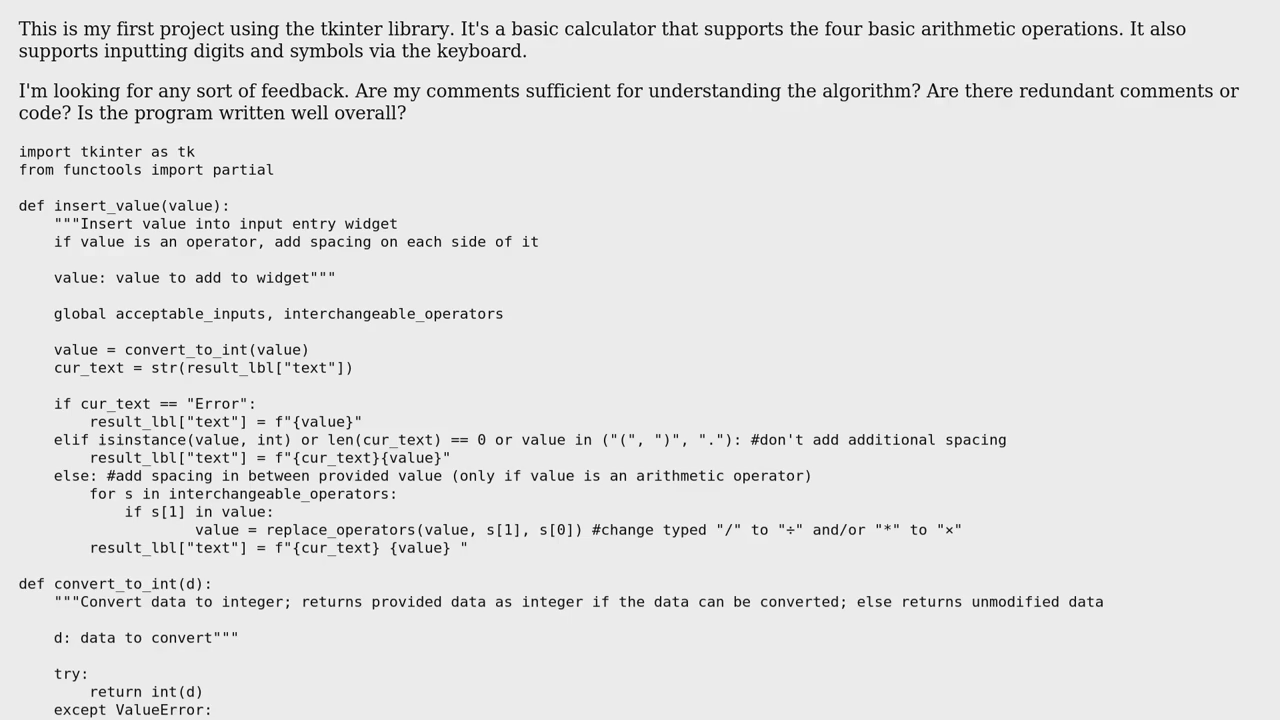 This is my first project using the tkinter library. It's a basic calculator that supports the four basic arithmetic operations. It also
supports inputting digits and symbols via the keyboard.
I'm looking for any sort of feedback. Are my comments sufficient for understanding the algorithm? Are there redundant comments or
code? Is the program written well overall?
import tkinter as tk
from functools import partial
def insert_value(value):
    """Insert value into input entry widget
    if value is an operator, add spacing on each side of it
    value: value to add to widget"""
    global acceptable_inputs, interchangeable_operators
    value = convert_to_int(value)
    cur_text = str(result_lbl["text"])
    if cur_text == "Error":
        result_lbl["text"] = f"{value}"
    elif isinstance(value, int) or len(cur_text) == 0 or value in ("(", ")", "."): #don't add additional spacing
        result_lbl["text"] = f"{cur_text}{value}"
    else: #add spacing in between provided value (only if value is an arithmetic operator)
        for s in interchangeable_operators:
            if s[1] in value:
                    value = replace_operators(value, s[1], s[0]) #change typed "/" to "÷" and/or "*" to "×"
        result_lbl["text"] = f"{cur_text} {value} "
def convert_to_int(d):
    """Convert data to integer; returns provided data as integer if the data can be converted; else returns unmodified data
    d: data to convert"""
    try:
        return int(d)
    except ValueError: